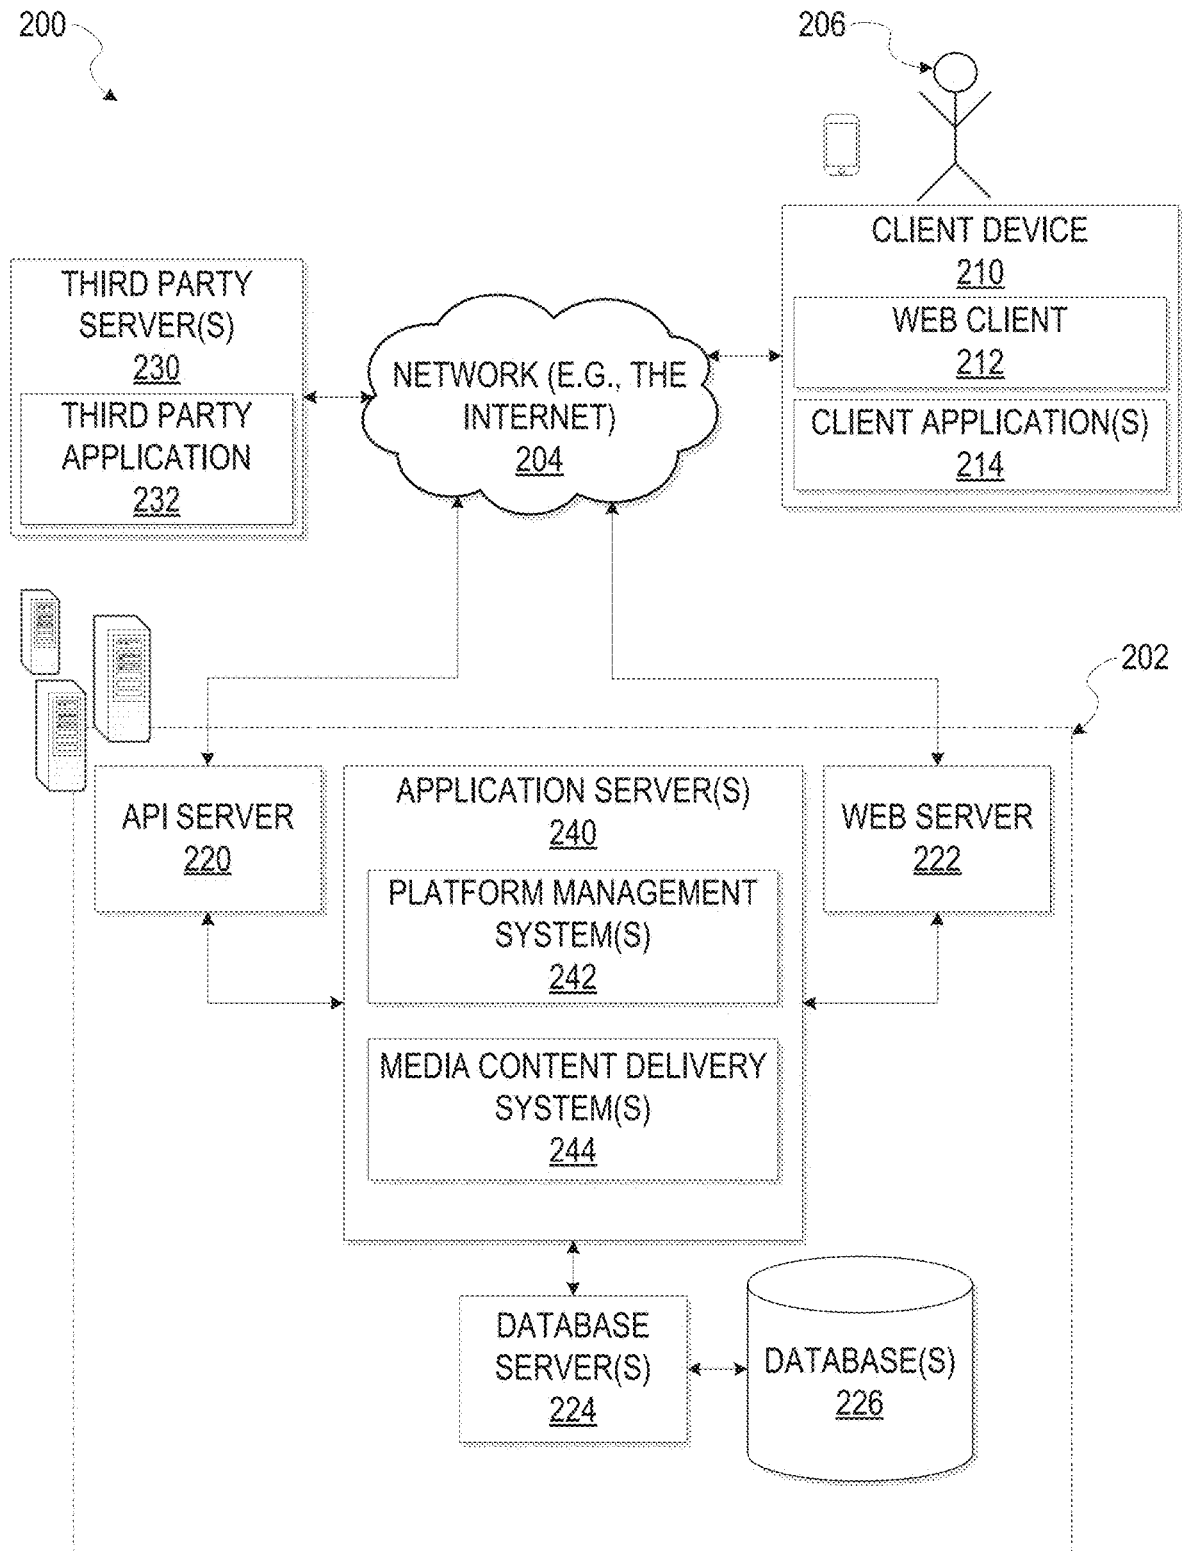 200
206
CLIENT DEVICE
210
WEB CLIENT
212
CLIENT APPLICATION(S)
214
THIRD PARTY
SERVER(S)
230
THIRD PARTY
APPLICATION
232
NETWORK (E.G., THE
INTERNET)
204
202
API SERVER
220
APPLICATION SERVER(S)
240
PLATFORM MANAGEMENT
SYSTEM(S)
242
MEDIA CONTENT DELIVERY
SYSTEM(S)
244
WEB SERVER
222
DATABASE
SERVER(S)
224
DATABASE(S)
226